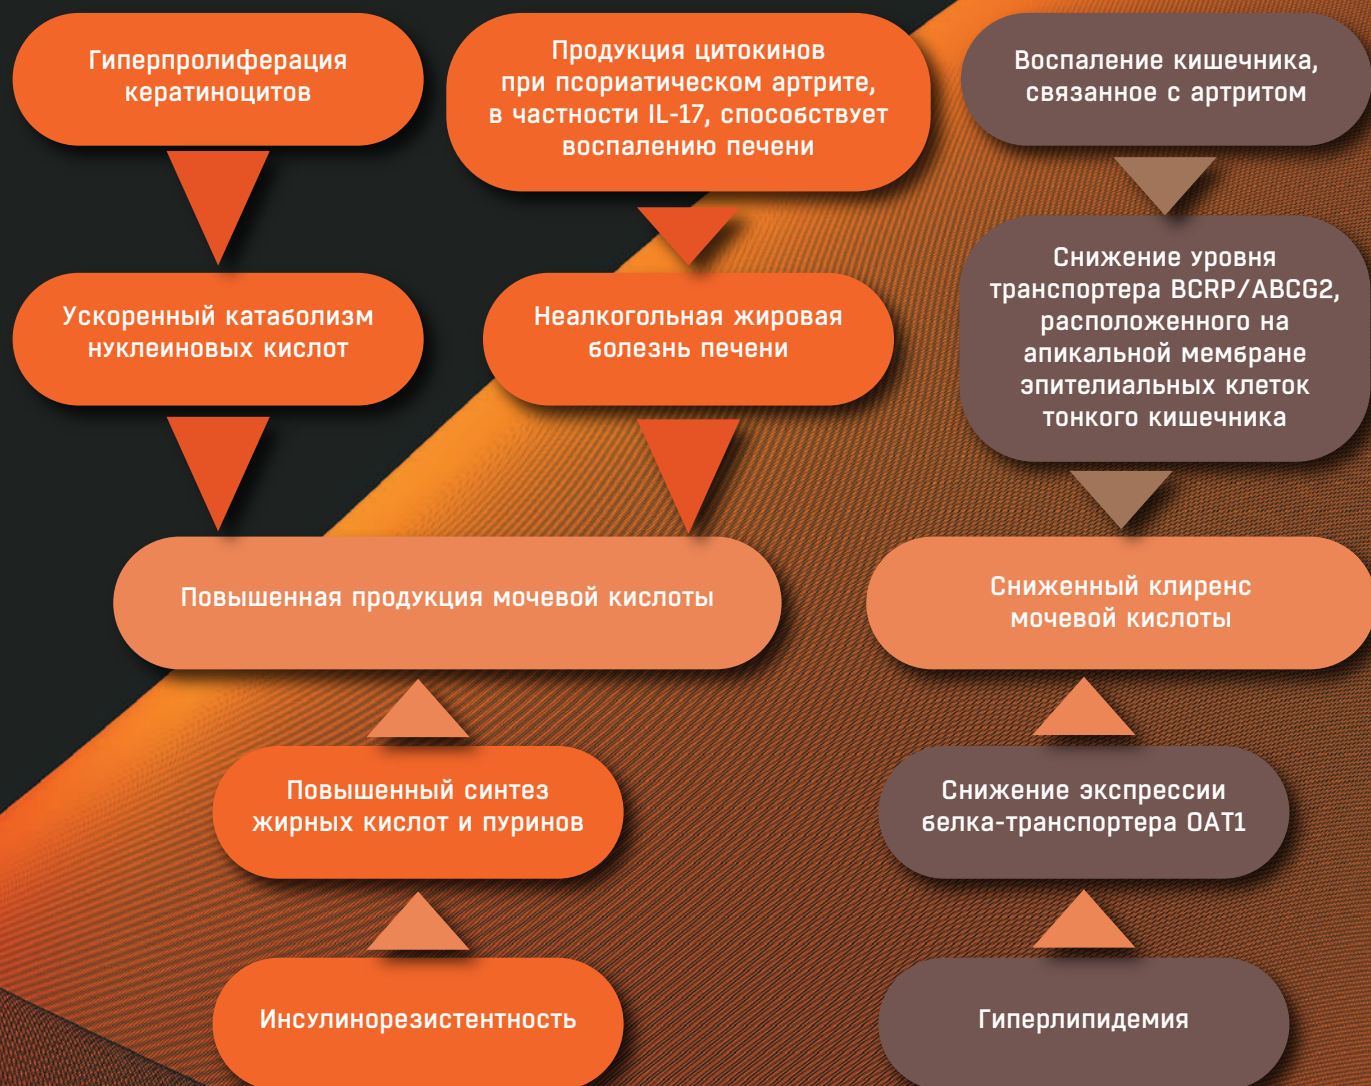 Гиперпролиферация
кератиноцитов
Продукция цитокинов
при псориатическом артрите,
в частности IL-17, способствует
воспалению печени
Воспаление кишечника,
связанное с артритом
Ускоренный катаболизм
нуклеиновых кислот
Неалкогольная жировая
болезнь печени
Снижение уровня
транспортера BCRP/ABCG2,
расположенного на
апикальной мембране
эпителиальных клеток
тонкого кишечника
Повышенная продукция мочевой кислоты
Сниженный клиренс
мочевой кислоты
Повышенный синтез
жирных кислот и пуринов
Снижение экспрессии
белка-транспортера OAT1
Инсулинорезистентность
Гиперлипидемия